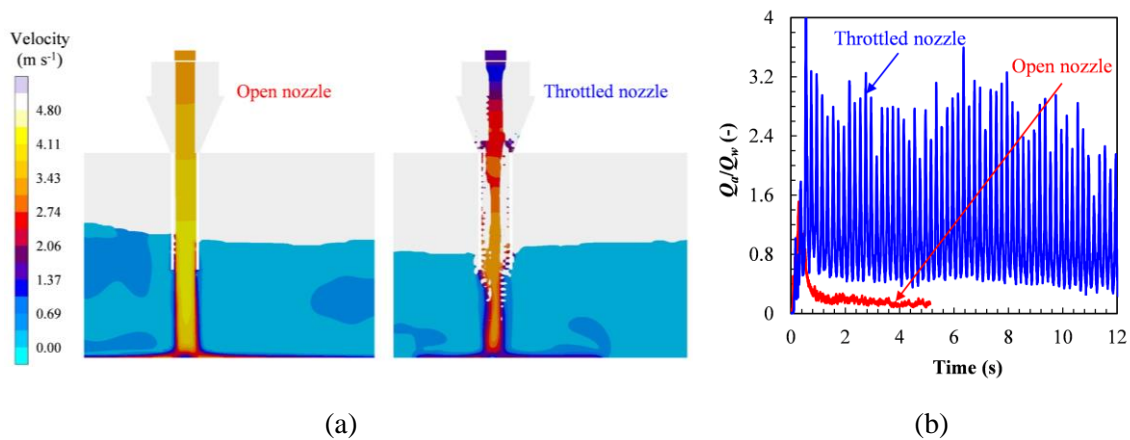 Velocity
(m s⁻¹)
4.80
4.11
3.43
2.74
2.06
1.37
0.69
0.00
Open nozzle
Throttled nozzle
(a)
4
3.2
2.4
1.6
0.8
0
Qa/Qw (-)
Throttled nozzle
Open nozzle
0 2 4 6 8 10 12
Time (s)
(b)